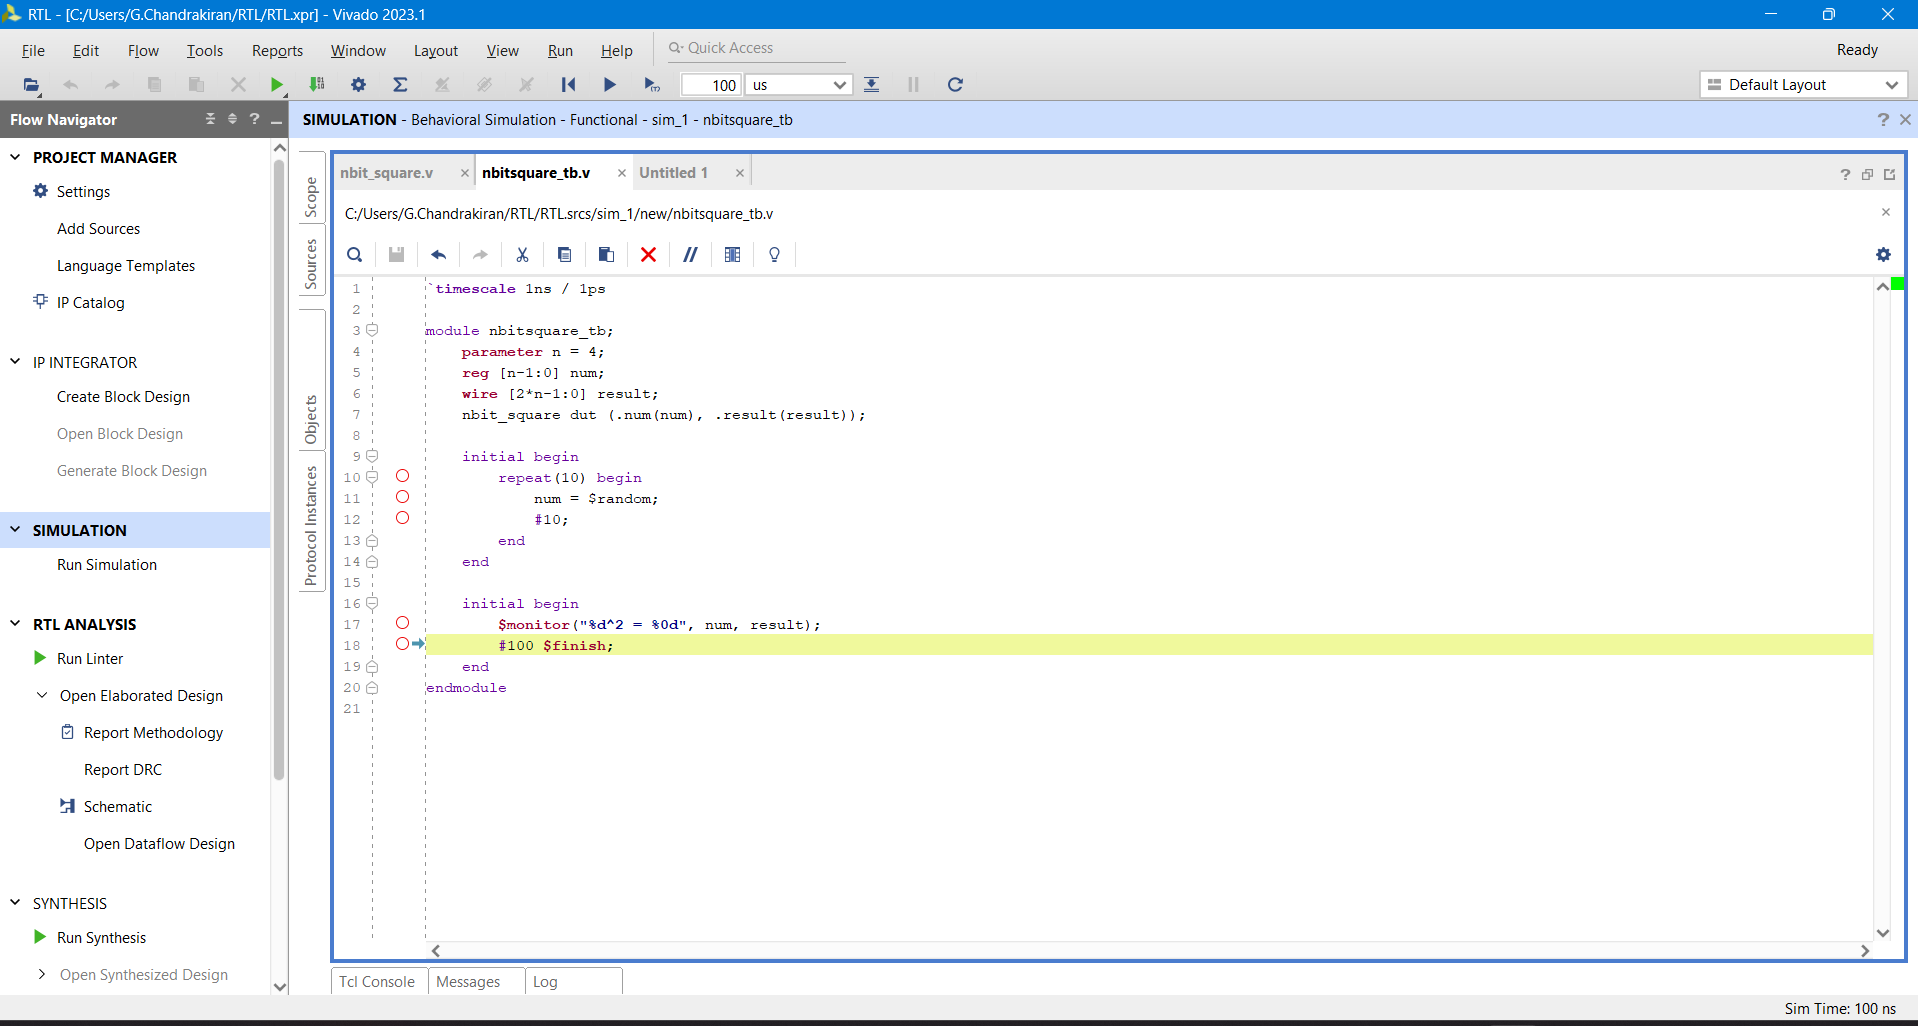 RTL - [C:/Users/G.Chandrakiran/RTL/RTL.xpr] - Vivado 2023.1
File Edit Flow Tools Reports Window Layout View Run Help Quick Access Ready
100 us Default Layout
Flow Navigator ? SIMULATION - Behavioral Simulation - Functional - sim_1 - nbitsquare_tb ?
PROJECT MANAGER
Settings
Add Sources
Language Templates
IP Catalog
IP INTEGRATOR
Create Block Design
Open Block Design
Generate Block Design
SIMULATION
Run Simulation
RTL ANALYSIS
Run Linter
Open Elaborated Design
Report Methodology
Report DRC
Schematic
Open Dataflow Design
SYNTHESIS
Run Synthesis
Open Synthesized Design
Scope
Sources
Objects
Protocol Instances
nbit_square.v × nbitsquare_tb.v × Untitled 1 × ?
C:/Users/G.Chandrakiran/RTL/RTL.srcs/sim_1/new/nbitsquare_tb.v ×
1 `timescale 1ns / 1ps
2
3 module nbitsquare_tb;
4 parameter n = 4;
5 reg [n-1:0] num;
6 wire [2*n-1:0] result;
7 nbit_square dut (.num(num), .result(result));
8
9 initial begin
10 repeat(10) begin
11 num = $random;
12 #10;
13 end
14 end
15
16 initial begin
17 $monitor("%d^2 = %0d", num, result);
18 #100 $finish;
19 end
20 endmodule
21
Tcl Console Messages Log
Sim Time: 100 ns